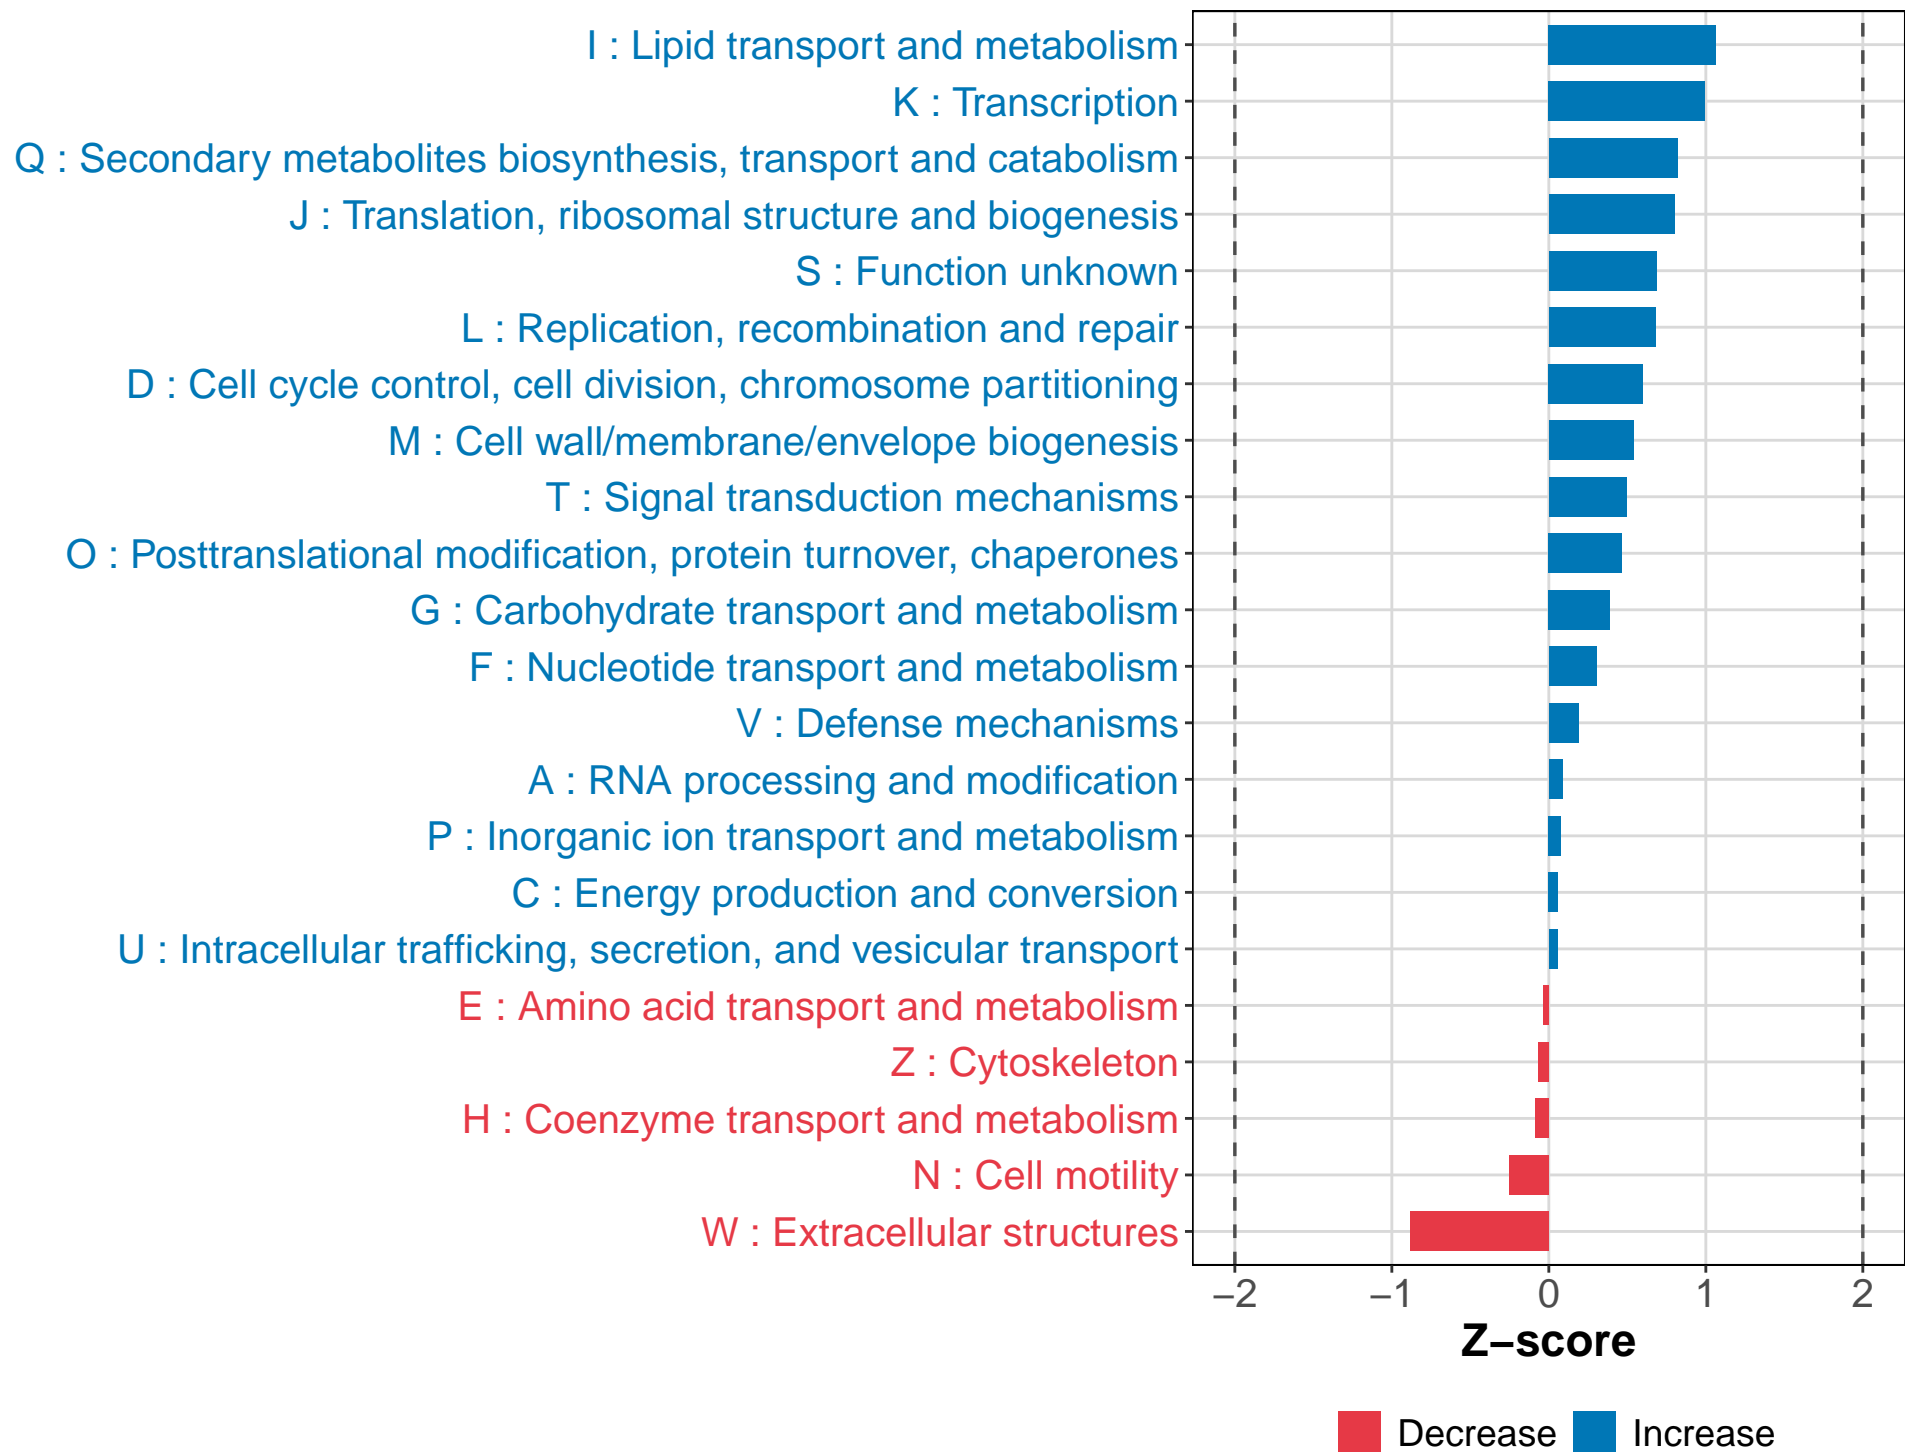 I : Lipid transport and metabolism
K : Transcription
Q : Secondary metabolites biosynthesis, transport and catabolism
J : Translation, ribosomal structure and biogenesis
S : Function unknown
L : Replication, recombination and repair
D : Cell cycle control, cell division, chromosome partitioning
M : Cell wall/membrane/envelope biogenesis
T : Signal transduction mechanisms
O : Posttranslational modification, protein turnover, chaperones
G : Carbohydrate transport and metabolism
F : Nucleotide transport and metabolism
V : Defense mechanisms
A : RNA processing and modification
P : Inorganic ion transport and metabolism
C : Energy production and conversion
U : Intracellular trafficking, secretion, and vesicular transport
E : Amino acid transport and metabolism
Z : Cytoskeleton
H : Coenzyme transport and metabolism
N : Cell motility
W : Extracellular structures
−2 −1 0 1 2
Z−score
Decrease Increase